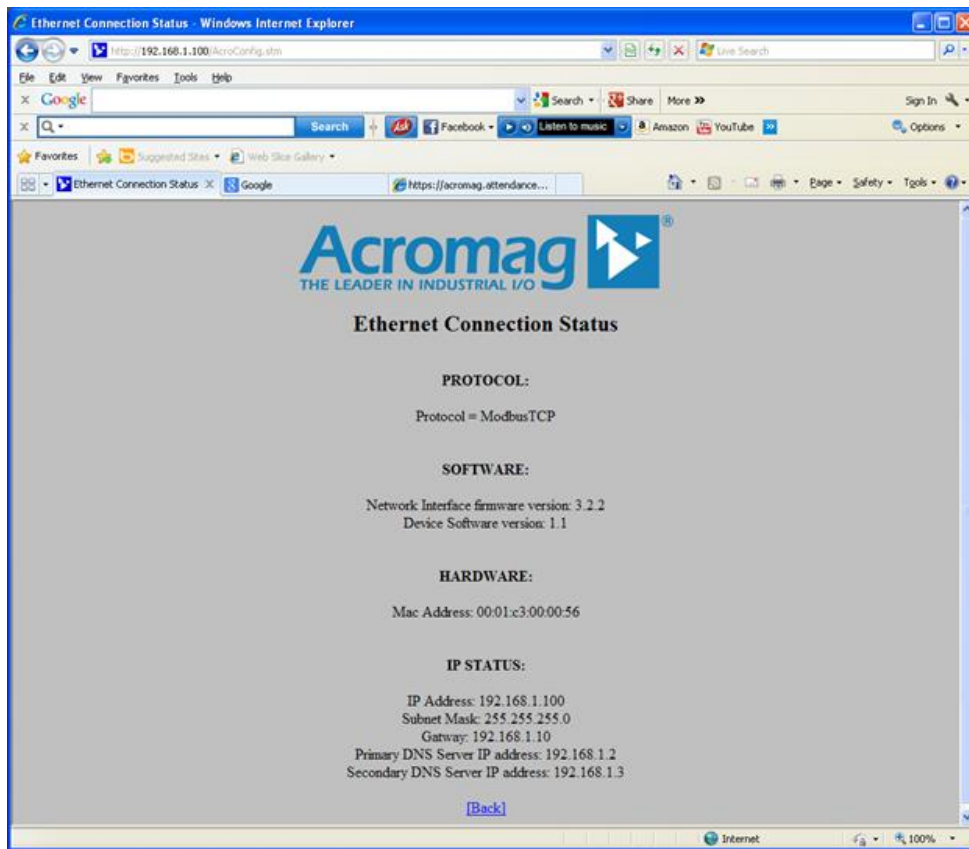 Ethernet Connection Status - Windows Internet Explorer
http://192.168.1.100/AcroConfig.stm Live Search
File Edit View Favorites Tools Help
x Google Search Share More » Sign In
x Q Search Ask Facebook Listen to music a Amazon YouTube » Options
Favorites Suggested Sites Web Slice Gallery
Ethernet Connection Status X Google https://acromag.attendance... Page Safety Tools
Acromag ®
THE LEADER IN INDUSTRIAL I/O
Ethernet Connection Status
PROTOCOL:
Protocol = ModbusTCP
SOFTWARE:
Network Interface firmware version: 3.2.2
Device Software version: 1.1
HARDWARE:
Mac Address: 00:01:c3:00:00:56
IP STATUS:
IP Address: 192.168.1.100
Subnet Mask: 255.255.255.0
Gatway: 192.168.1.10
Primary DNS Server IP address: 192.168.1.2
Secondary DNS Server IP address: 192.168.1.3
[Back]
Internet 100%